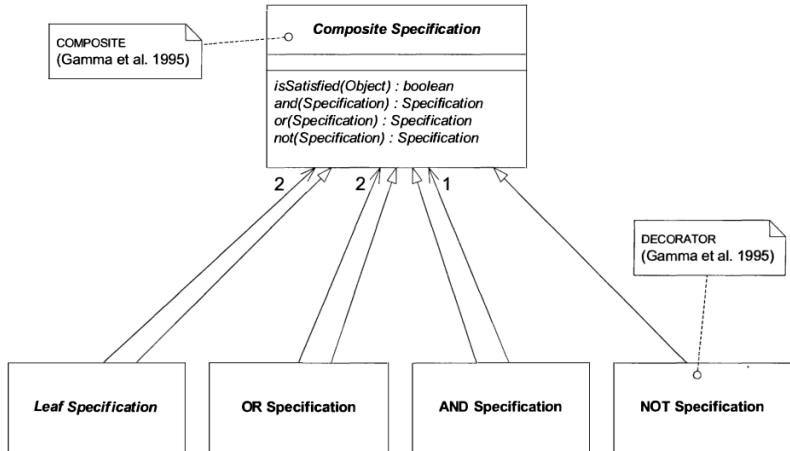 Composite Specification
COMPOSITE
(Gamma et al. 1995)
isSatisfied(Object) : boolean
and(Specification) : Specification
or(Specification) : Specification
not(Specification) : Specification
2
2
1
DECORATOR
(Gamma et al. 1995)
Leaf Specification
OR Specification
AND Specification
NOT Specification